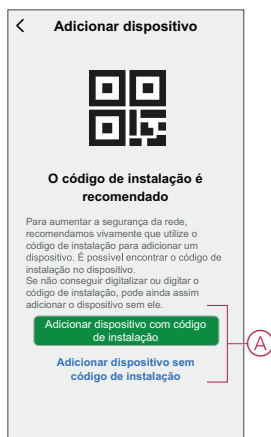 Adicionar dispositivo
O código de instalação é
recomendado
Para aumentar a segurança da rede,
recomendamos vivamente que utilize o
código de instalação para adicionar um
dispositivo. É possível encontrar o código de
instalação no dispositivo.
Se não conseguir digitalizar ou digitar o
código de instalação, pode ainda assim
adicionar o dispositivo sem ele.
Adicionar dispositivo com código
de instalação
A
Adicionar dispositivo sem
código de instalação